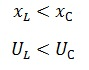 x_L < x_C
U_L < U_C